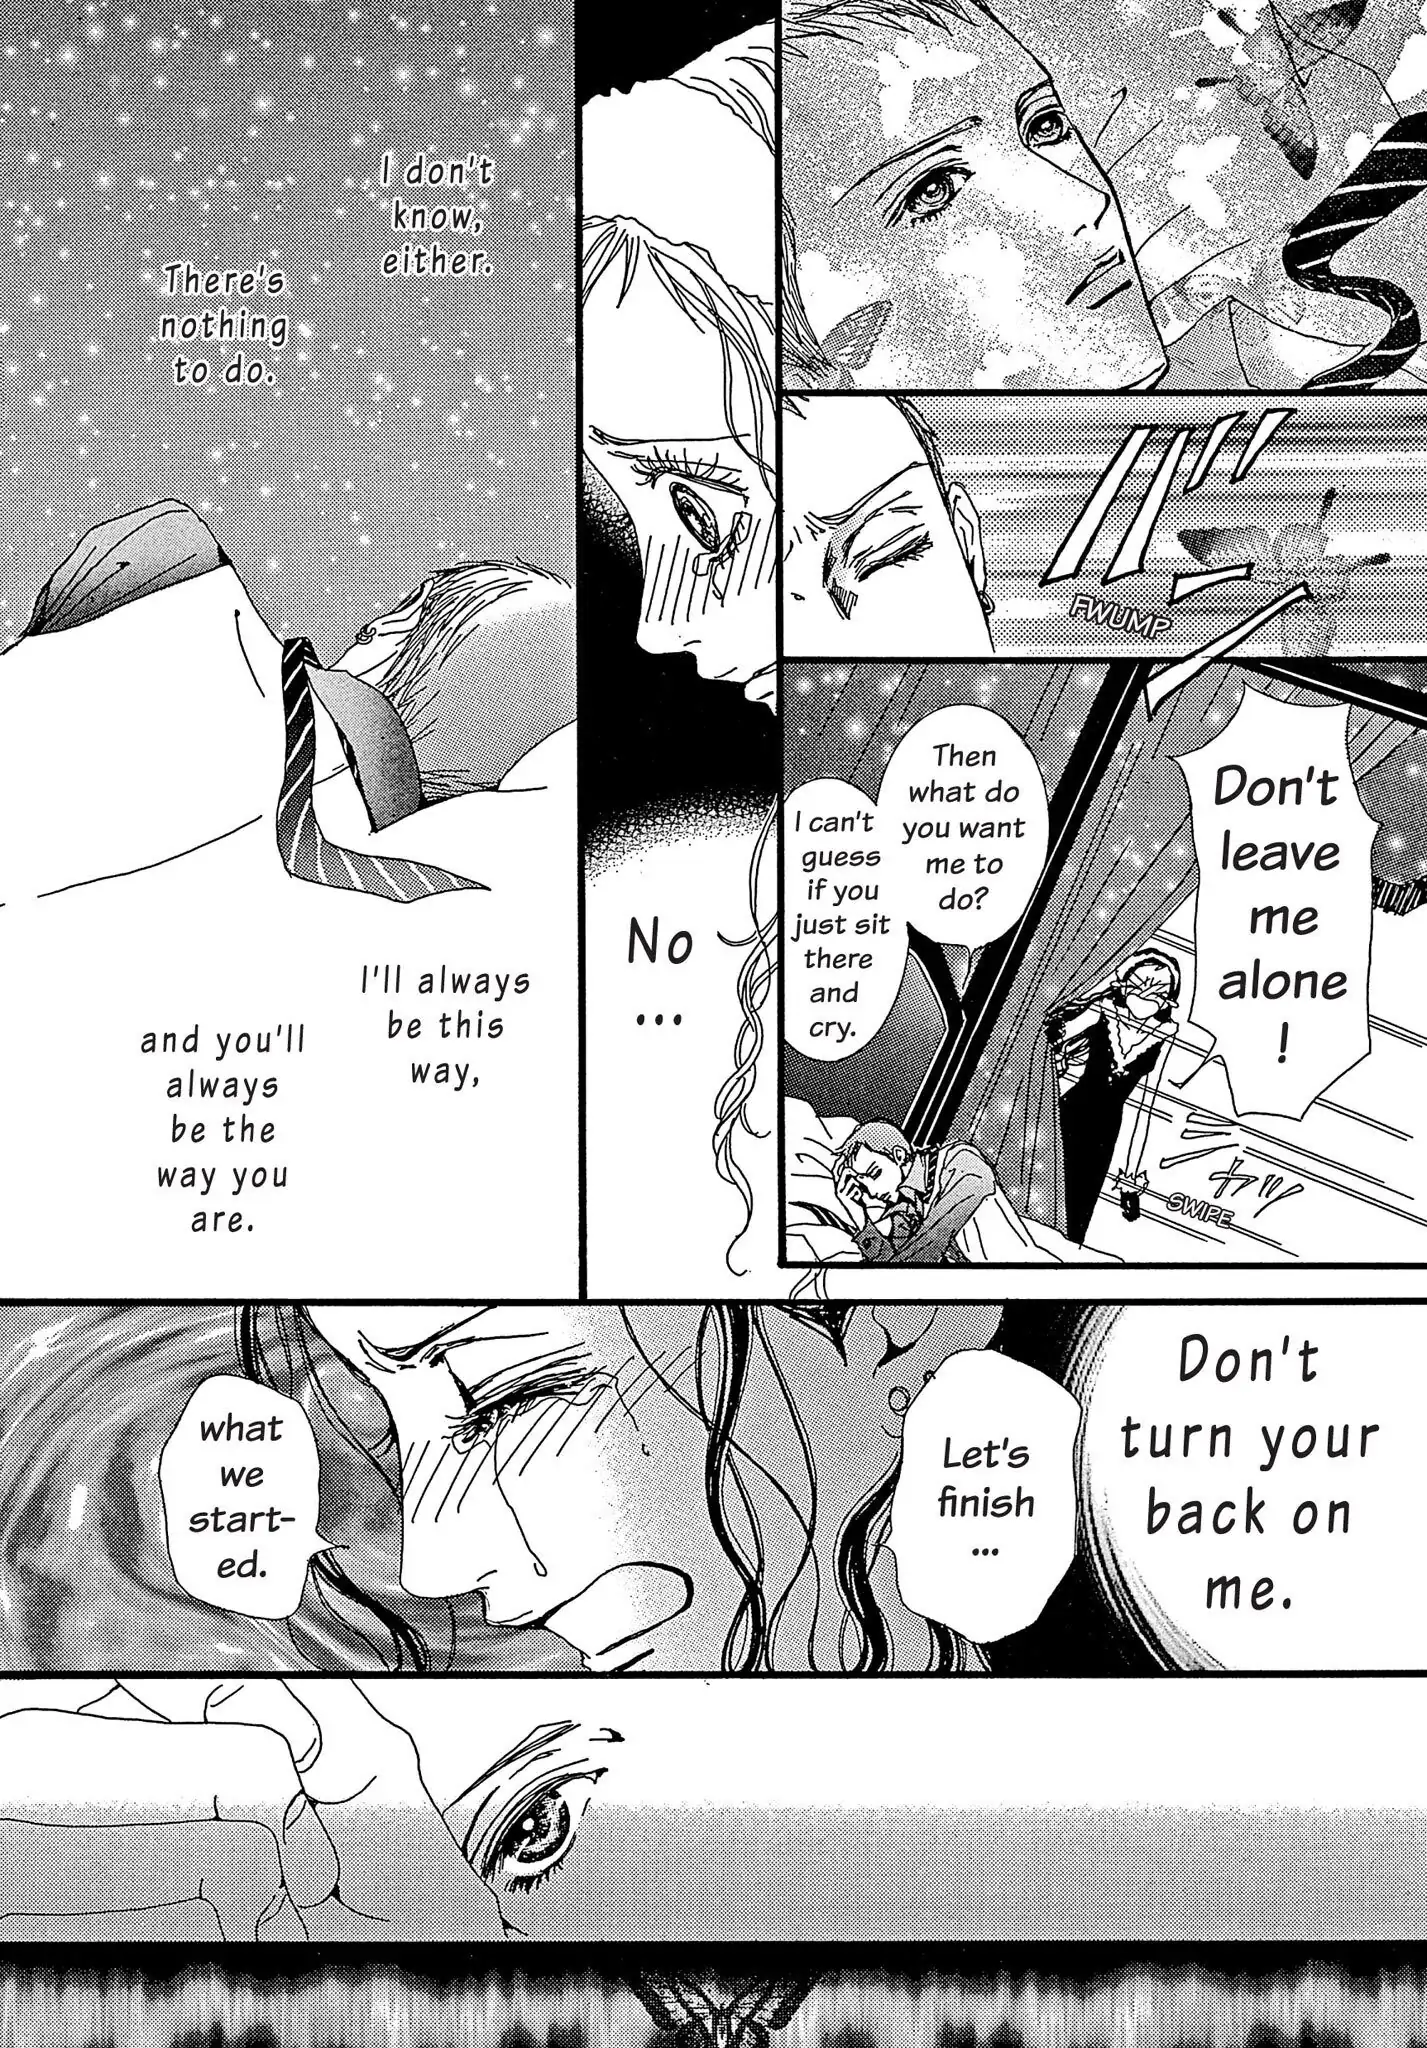 バババ
FWUMP
Don't
leave
me
alone
!
Then
what do
you want
me to
do?
I can't
guess
if you
just sit
there
and
cry.
SWIPE
No
...
I don't
know,
either.
There's
nothing
to do.
I'll always
be this
way,
and you'll
always
be the
way you
are.
Don't
turn your
back on
me.
Let's
finish
...
what
we
start-
ed.